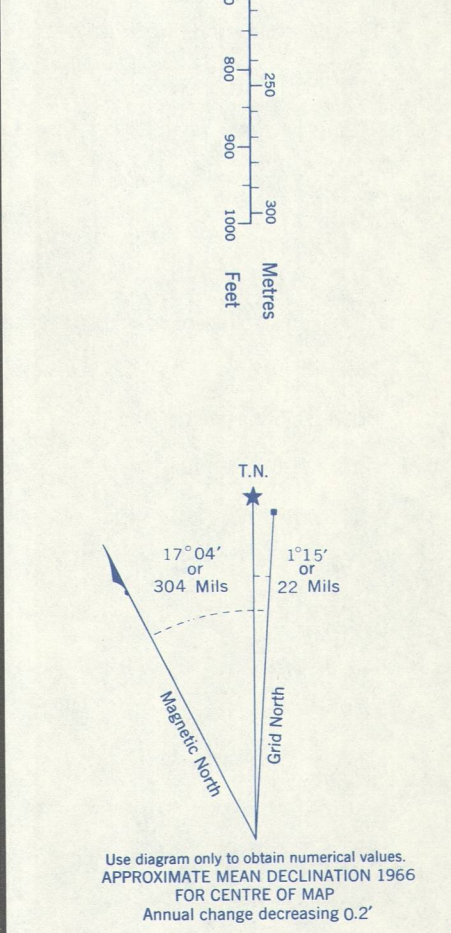 800
250
900
300
1000
Metres
Feet
T.N.
17°04′
or
304 Mils
1°15′
or
22 Mils
Magnetic North
Grid North
Use diagram only to obtain numerical values.
APPROXIMATE MEAN DECLINATION 1966
FOR CENTRE OF MAP
Annual change decreasing 0.2′